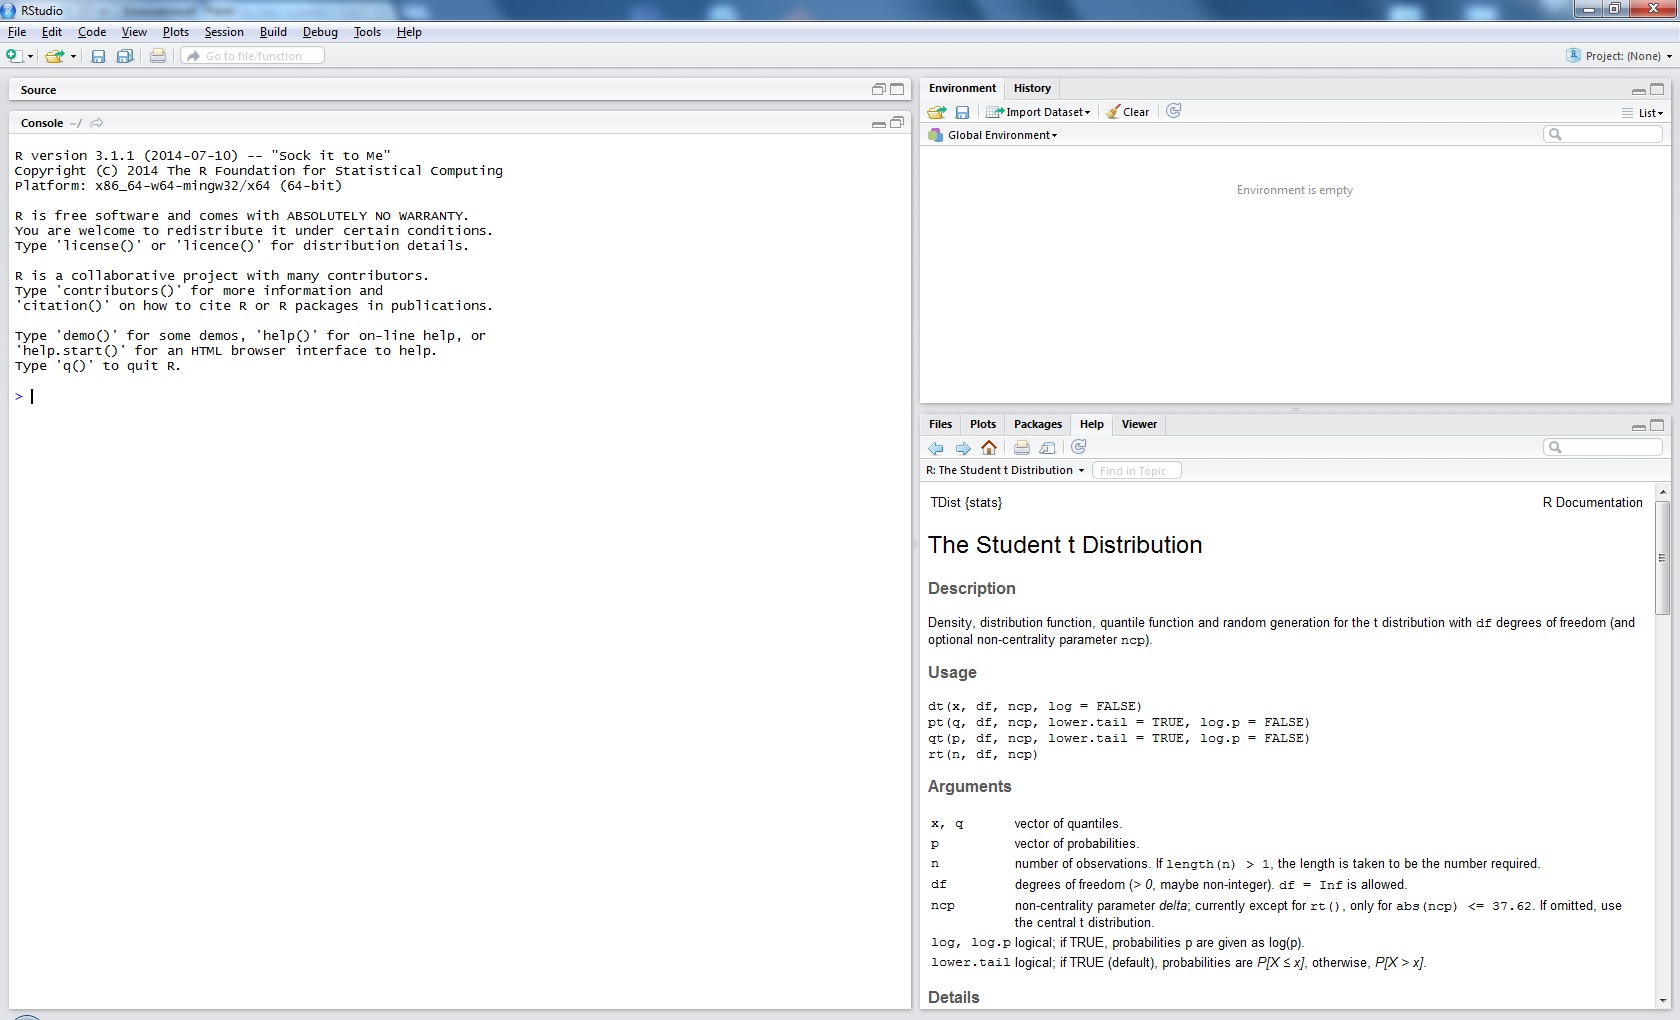 RStudio
File Edit Code View Plots Session Build Debug Tools Help
Go to file/function
Project: (None)
Source
Console ~/
R version 3.1.1 (2014-07-10) -- "Sock it to Me"
Copyright (C) 2014 The R Foundation for Statistical Computing
Platform: x86_64-w64-mingw32/x64 (64-bit)
R is free software and comes with ABSOLUTELY NO WARRANTY.
You are welcome to redistribute it under certain conditions.
Type 'license()' or 'licence()' for distribution details.
R is a collaborative project with many contributors.
Type 'contributors()' for more information and
'citation()' on how to cite R or R packages in publications.
Type 'demo()' for some demos, 'help()' for on-line help, or
'help.start()' for an HTML browser interface to help.
Type 'q()' to quit R.
>
Environment History
Import Dataset Clear
List
Global Environment
Environment is empty
Files Plots Packages Help Viewer
R: The Student t Distribution Find in Topic
TDist {stats} R Documentation
The Student t Distribution
Description
Density, distribution function, quantile function and random generation for the t distribution with df degrees of freedom (and
optional non-centrality parameter ncp).
Usage
dt(x, df, ncp, log = FALSE)
pt(q, df, ncp, lower.tail = TRUE, log.p = FALSE)
qt(p, df, ncp, lower.tail = TRUE, log.p = FALSE)
rt(n, df, ncp)
Arguments
x, q vector of quantiles.
p vector of probabilities.
n number of observations. If length(n) > 1, the length is taken to be the number required.
df degrees of freedom (> 0, maybe non-integer). df = Inf is allowed.
ncp non-centrality parameter delta; currently except for rt(), only for abs(ncp) <= 37.62. If omitted, use
the central t distribution.
log, log.p logical; if TRUE, probabilities p are given as log(p).
lower.tail logical; if TRUE (default), probabilities are P[X ≤ x], otherwise, P[X > x].
Details